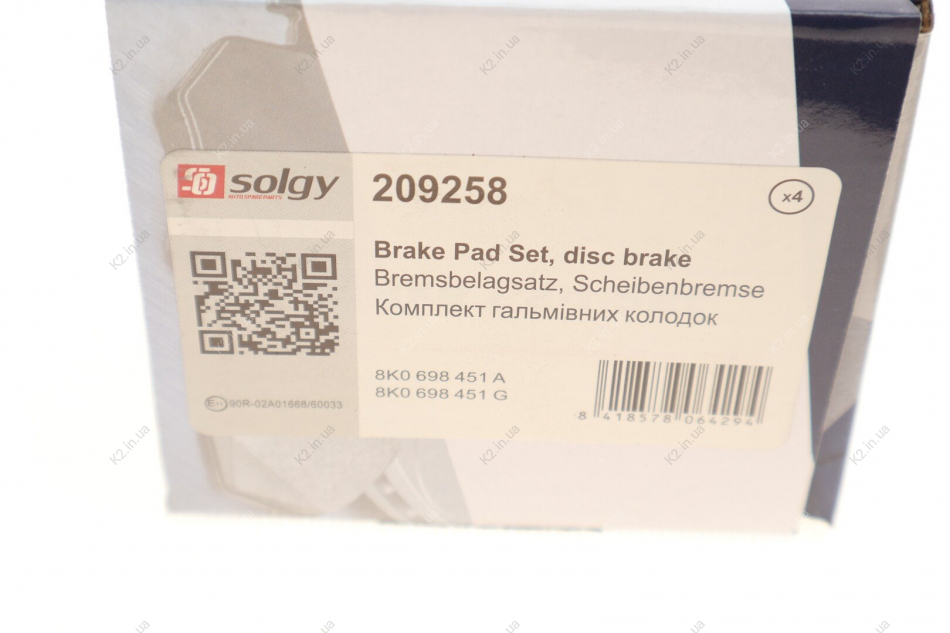 solgy
AUTO SPARE PARTS
209258
x4
Brake Pad Set, disc brake
Bremsbelagsatz, Scheibenbremse
Комплект гальмівних колодок
8K0 698 451 A
8K0 698 451 G
90R-02A01668/60033
8 418578 064294
K2.in.ua